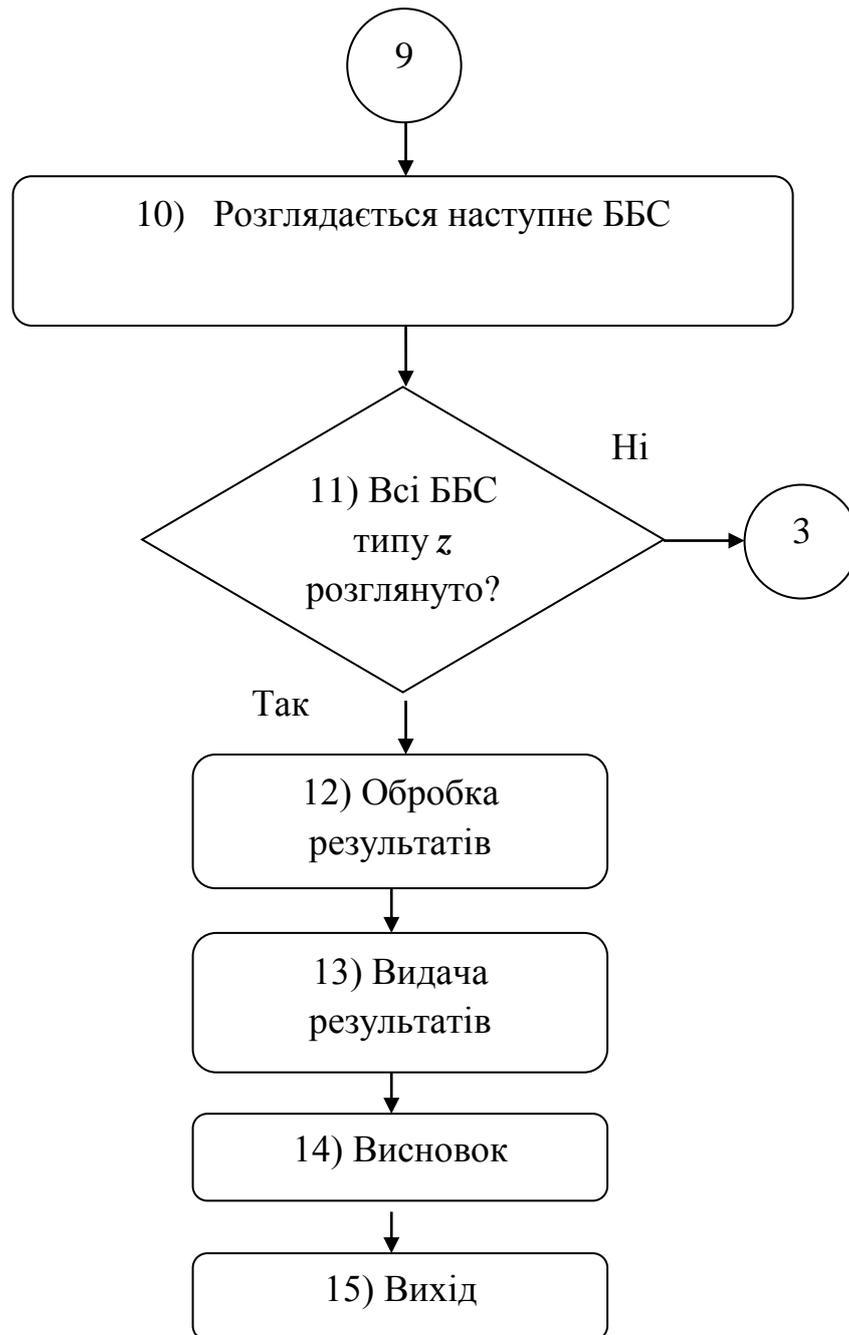 9
10) Розглядається наступне ББС
Ні
11) Всі ББС
типу z
розглянуто?
3
Так
12) Обробка
результатів
13) Видача
результатів
14) Висновок
15) Вихід